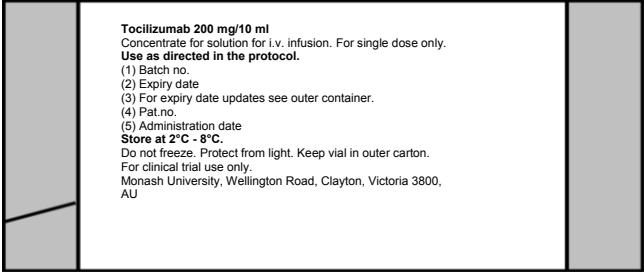 Tocilizumab 200 mg/10 ml
Concentrate for solution for i.v. infusion. For single dose only.
Use as directed in the protocol.
(1) Batch no.
(2) Expiry date
(3) For expiry date updates see outer container.
(4) Pat.no.
(5) Administration date
Store at 2°C - 8°C.
Do not freeze. Protect from light. Keep vial in outer carton.
For clinical trial use only.
Monash University, Wellington Road, Clayton, Victoria 3800,
AU